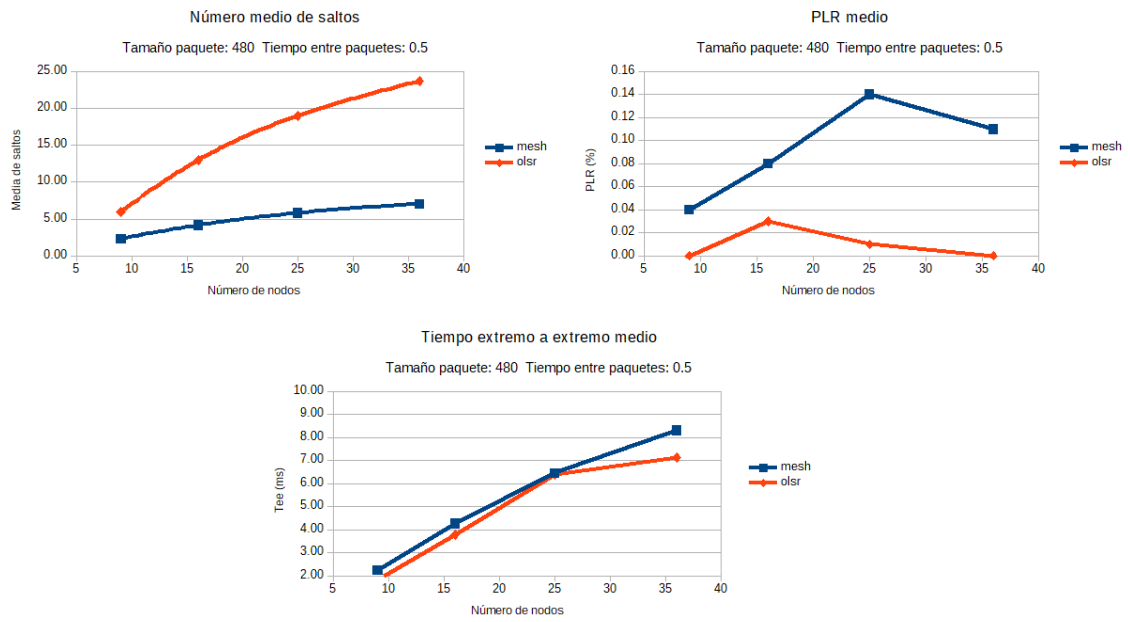 Número medio de saltos
Tamaño paquete: 480 Tiempo entre paquetes: 0.5
25.00
20.00
15.00
10.00
5.00
0.00
5 10 15 20 25 30 35 40
Media de saltos
Número de nodos
mesh
olsr
PLR medio
Tamaño paquete: 480 Tiempo entre paquetes: 0.5
0.16
0.14
0.12
0.10
0.08
0.06
0.04
0.02
0.00
5 10 15 20 25 30 35 40
PLR (%)
Número de nodos
mesh
olsr
Tiempo extremo a extremo medio
Tamaño paquete: 480 Tiempo entre paquetes: 0.5
10.00
9.00
8.00
7.00
6.00
5.00
4.00
3.00
2.00
5 10 15 20 25 30 35 40
Tee (ms)
Número de nodos
mesh
olsr